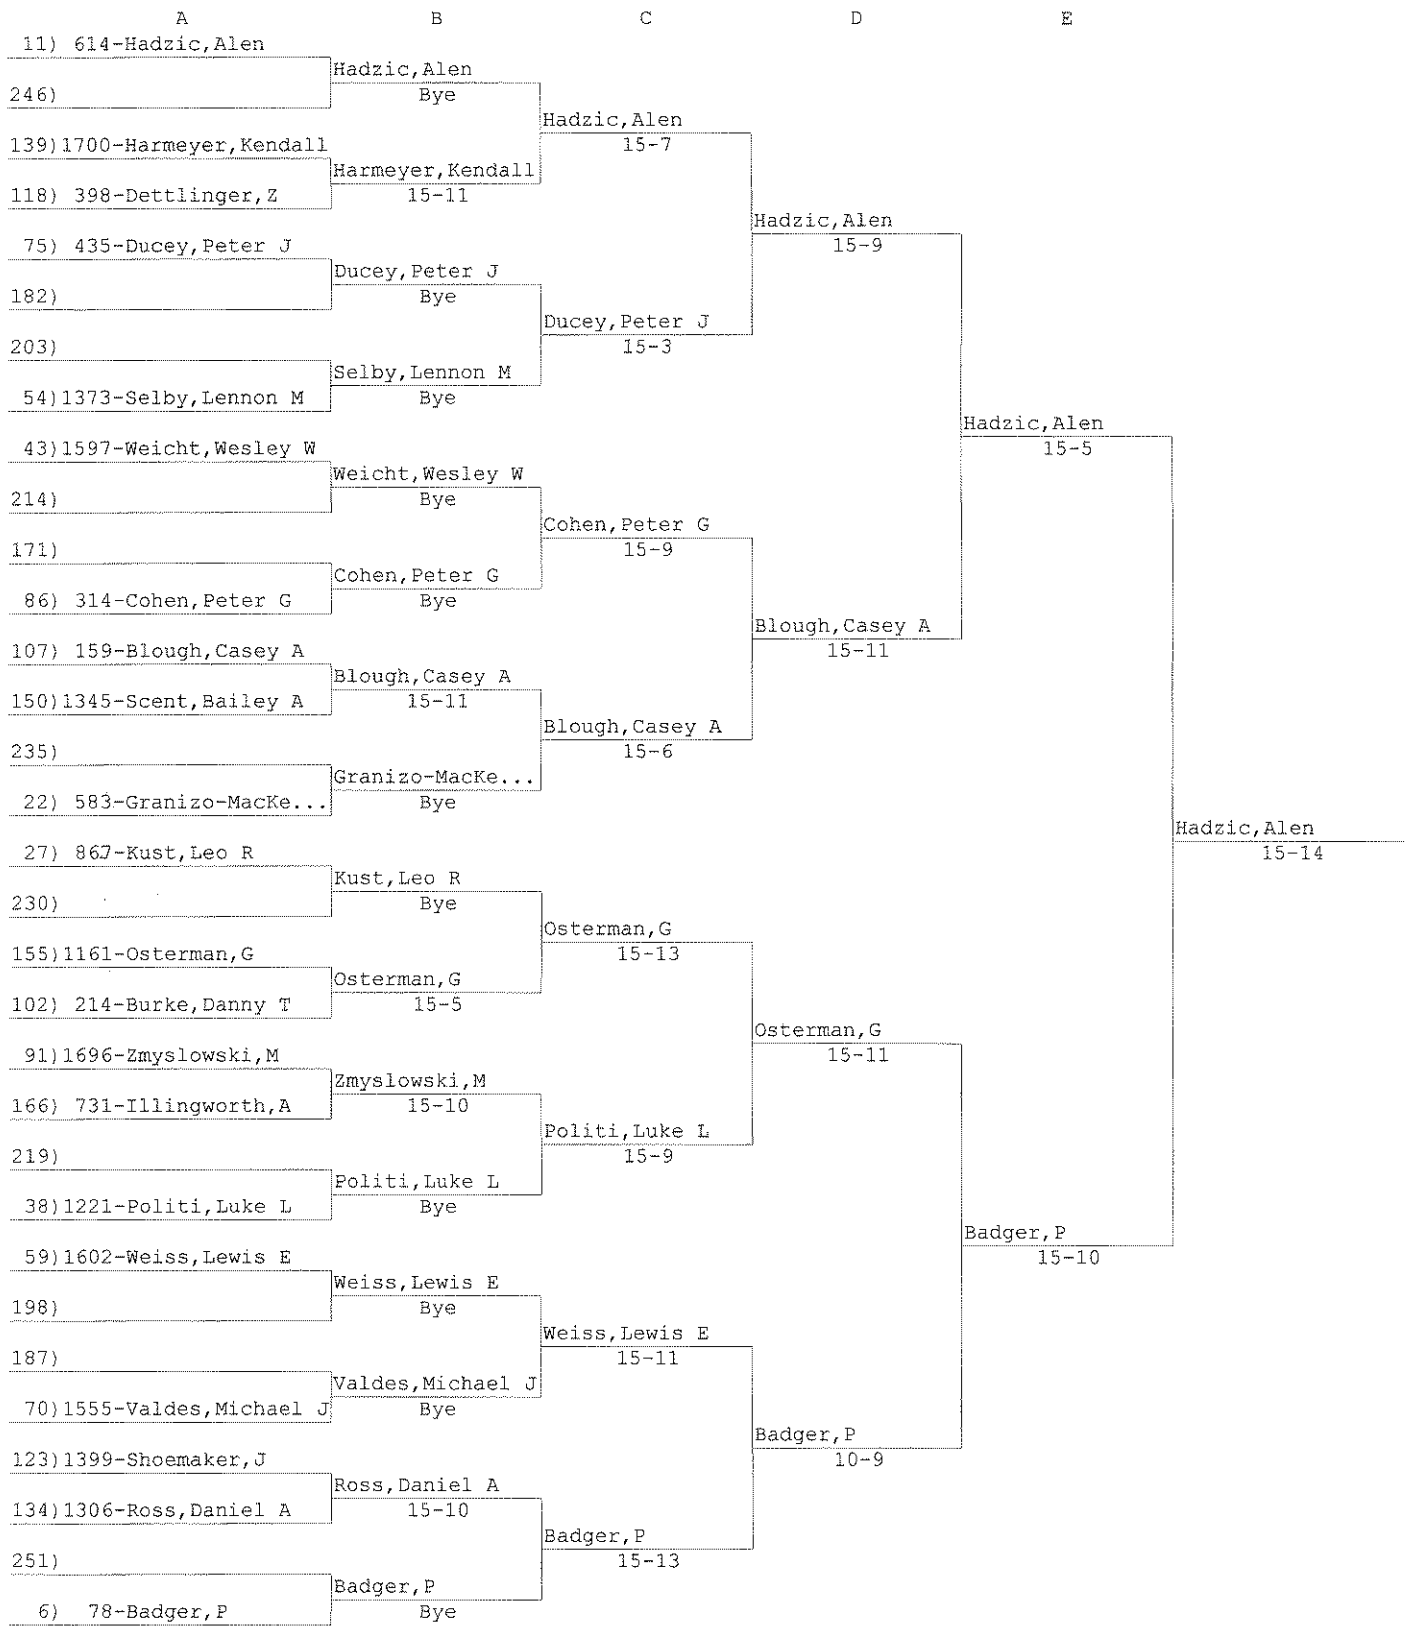 A B C D E
11) 614-Hadzic,Alen
Hadzic,Alen
246) Bye
Hadzic,Alen
139)1700-Harmeyer,Kendall 15-7
Harmeyer,Kendall
118) 398-Dettlinger,Z 15-11
Hadzic,Alen
75) 435-Ducey,Peter J 15-9
Ducey,Peter J
182) Bye
Ducey,Peter J
203) 15-3
Selby,Lennon M
54)1373-Selby,Lennon M Bye
Hadzic,Alen
43)1597-Weicht,Wesley W 15-5
Weicht,Wesley W
214) Bye
Cohen,Peter G
171) 15-9
Cohen,Peter G
86) 314-Cohen,Peter G Bye
Blough,Casey A
107) 159-Blough,Casey A 15-11
Blough,Casey A
150)1345-Scent,Bailey A 15-11
Blough,Casey A
235) 15-6
Granizo-MacKe...
22) 583-Granizo-MacKe... Bye
Hadzic,Alen
27) 867-Kust,Leo R 15-14
Kust,Leo R
230) Bye
Osterman,G
155)1161-Osterman,G 15-13
Osterman,G
102) 214-Burke,Danny T 15-5
Osterman,G
91)1696-Zmyslowski,M 15-11
Zmyslowski,M
166) 731-Illingworth,A 15-10
Politi,Luke L
219) 15-9
Politi,Luke L
38)1221-Politi,Luke L Bye
Badger,P
59)1602-Weiss,Lewis E 15-10
Weiss,Lewis E
198) Bye
Weiss,Lewis E
187) 15-11
Valdes,Michael J
70)1555-Valdes,Michael J Bye
Badger,P
123)1399-Shoemaker,J 10-9
Ross,Daniel A
134)1306-Ross,Daniel A 15-10
Badger,P
251) 15-13
Badger,P
6) 78-Badger,P Bye